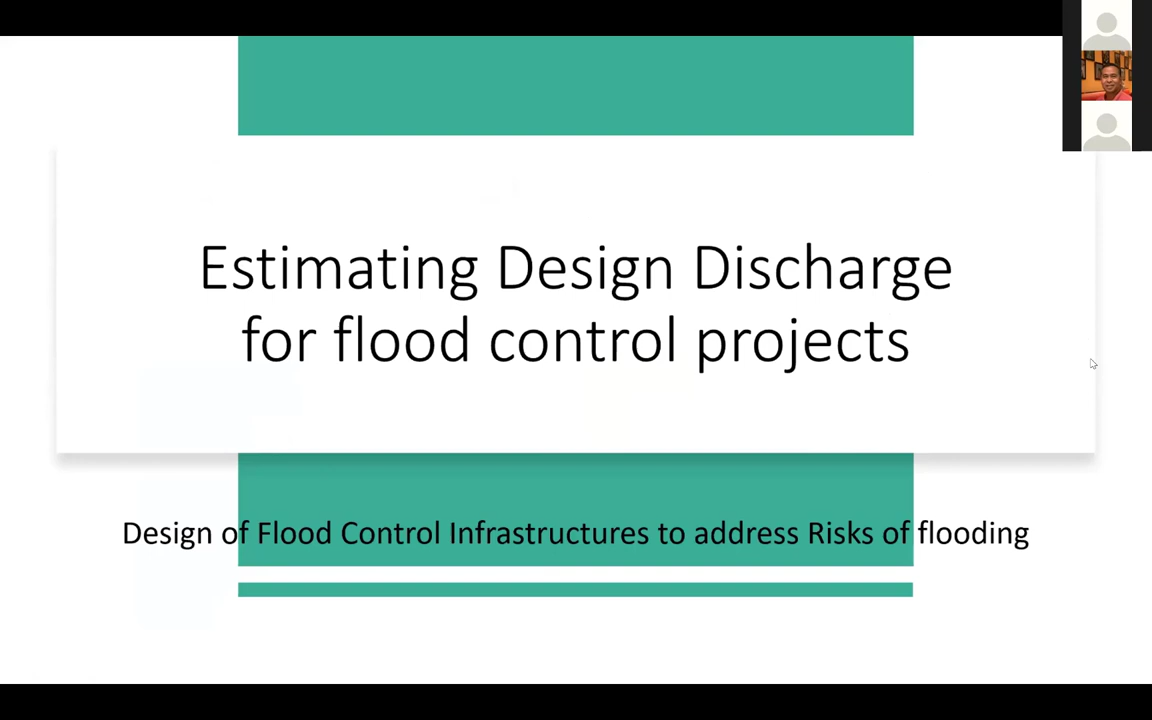 Estimating Design Discharge
for flood control projects
Design of Flood Control Infrastructures to address Risks of flooding